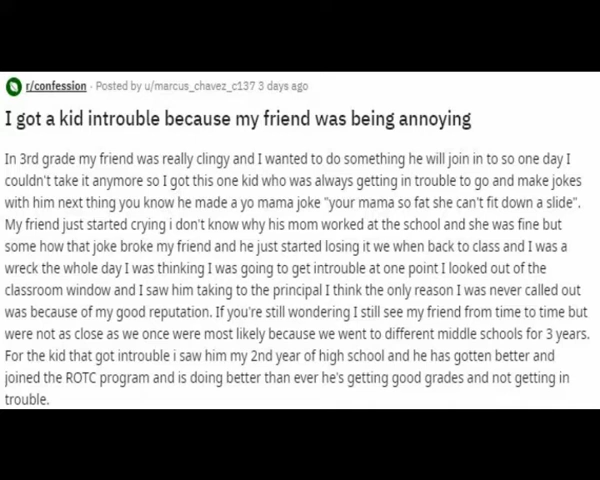 r/confession · Posted by u/marcus_chavez_c137 3 days ago
I got a kid introuble because my friend was being annoying
In 3rd grade my friend was really clingy and I wanted to do something he will join in to so one day I
couldn't take it anymore so I got this one kid who was always getting in trouble to go and make jokes
with him next thing you know he made a yo mama joke "your mama so fat she can't fit down a slide".
My friend just started crying i don't know why his mom worked at the school and she was fine but
some how that joke broke my friend and he just started losing it we when back to class and I was a
wreck the whole day I was thinking I was going to get introuble at one point I looked out of the
classroom window and I saw him taking to the principal I think the only reason I was never called out
was because of my good reputation. If you're still wondering I still see my friend from time to time but
were not as close as we once were most likely because we went to different middle schools for 3 years.
For the kid that got introuble i saw him my 2nd year of high school and he has gotten better and
joined the ROTC program and is doing better than ever he's getting good grades and not getting in
trouble.